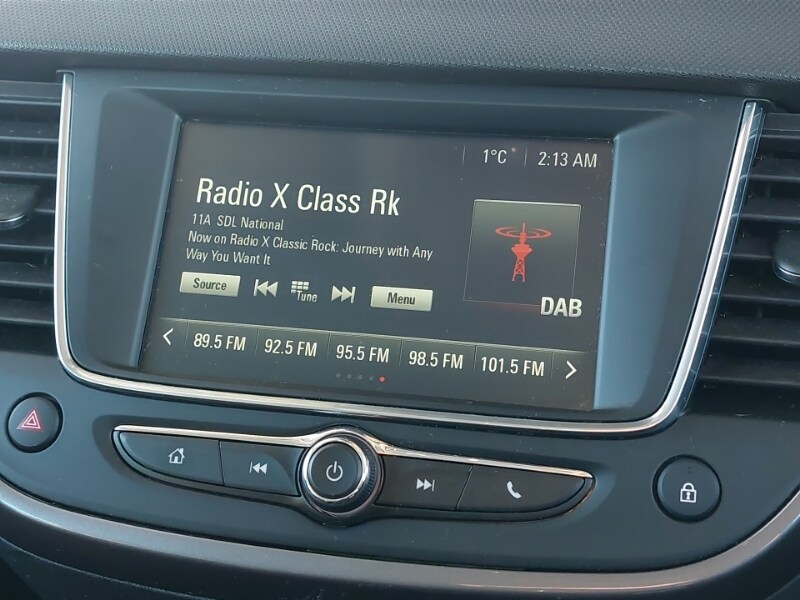 1°C 2:13 AM
Radio X Class Rk
11A SDL National
Now on Radio X Classic Rock: Journey with Any
Way You Want It
Source Tune Menu
DAB
89.5 FM 92.5 FM 95.5 FM 98.5 FM 101.5 FM